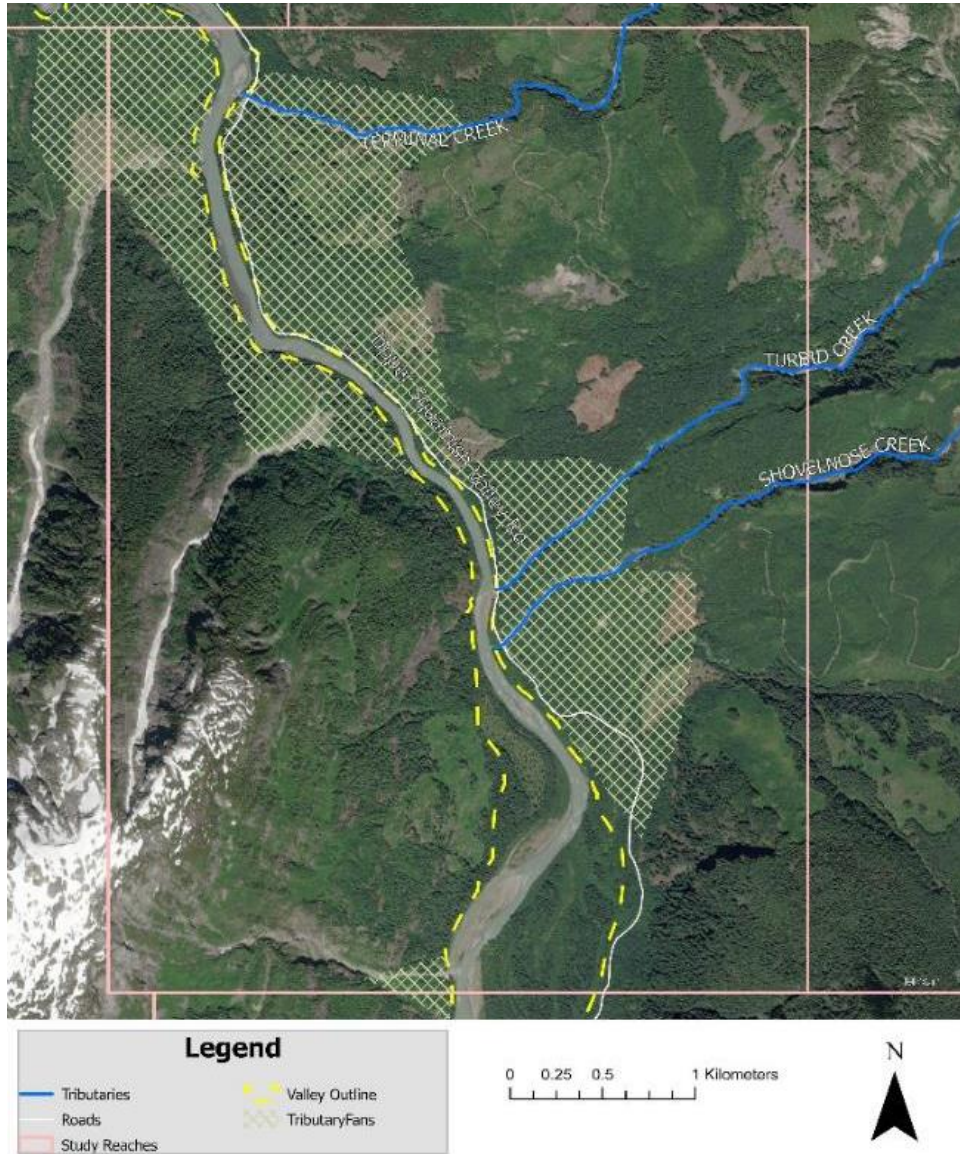 TERMINAL CREEK
TURBID CREEK
SHOVELNOSE CREEK
Legend
Tributaries
Roads
Study Reaches
Valley Outline
TributaryFans
0 0.25 0.5 1 Kilometers
N